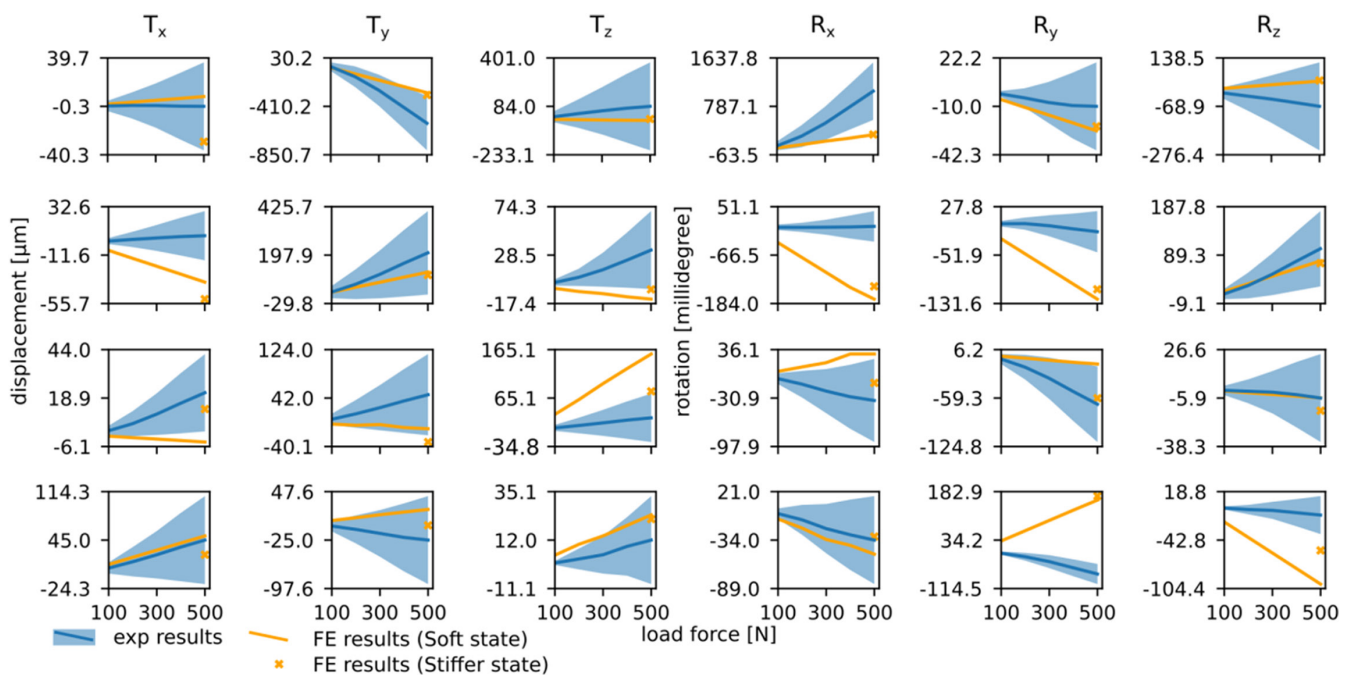 Tx Ty Tz Rx Ry Rz
39.7 30.2 401.0 1637.8 22.2 138.5
-0.3 -410.2 84.0 787.1 -10.0 -68.9
-40.3 -850.7 -233.1 -63.5 -42.3 -276.4
32.6 425.7 74.3 51.1 27.8 187.8
-11.6 197.9 28.5 -66.5 -51.9 89.3
-55.7 -29.8 -17.4 -184.0 -131.6 -9.1
displacement [µm]
rotation [millidegree]
44.0 124.0 165.1 36.1 6.2 26.6
18.9 42.0 65.1 -30.9 -59.3 -5.9
-6.1 -40.1 -34.8 -97.9 -124.8 -38.3
114.3 47.6 35.1 21.0 182.9 18.8
45.0 -25.0 12.0 -34.0 34.2 -42.8
-24.3 -97.6 -11.1 -89.0 -114.5 -104.4
100 300 500 100 300 500 100 300 500 100 300 500 100 300 500 100 300 500
load force [N]
exp results
FE results (Soft state)
FE results (Stiffer state)